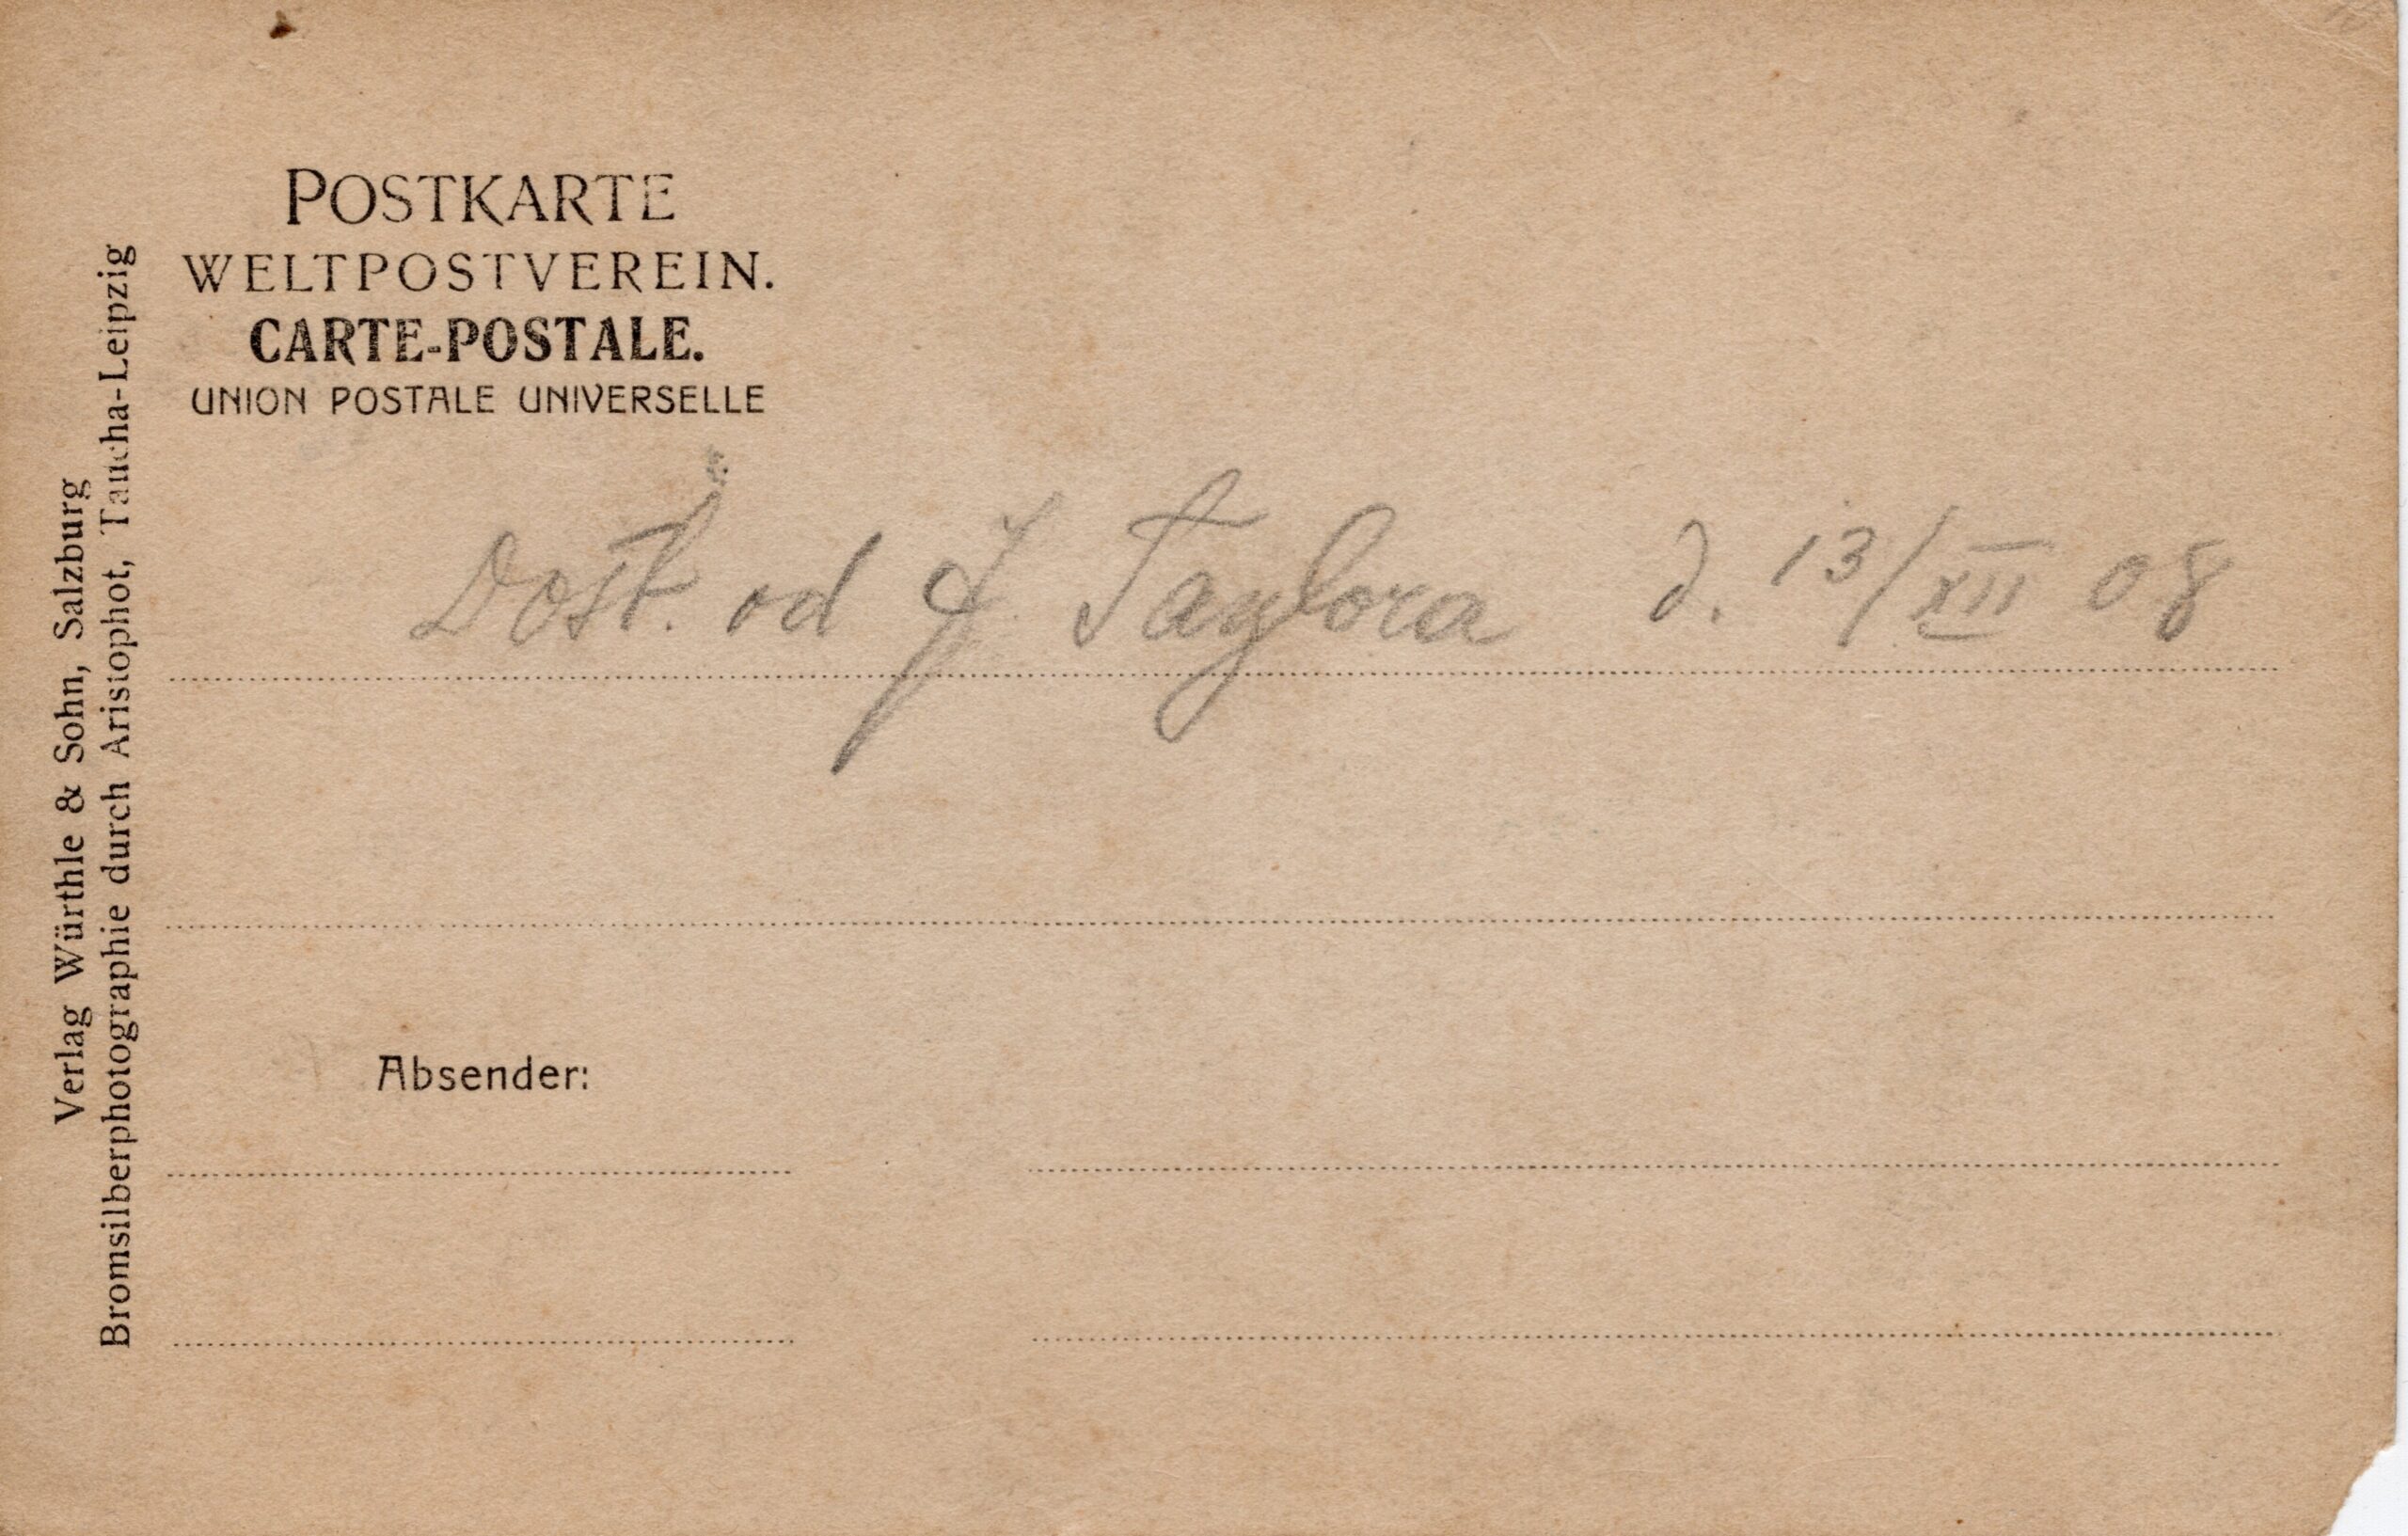 POSTKARTE
WELTPOSTVEREIN.
CARTE-POSTALE.
UNION POSTALE UNIVERSELLE
Dost. od J. Taylora d. 13/XII 08
Absender:
Verlag Würthle & Sohn, Salzburg
Bromsilberphotographie durch Aristophot, Taucha-Leipzig